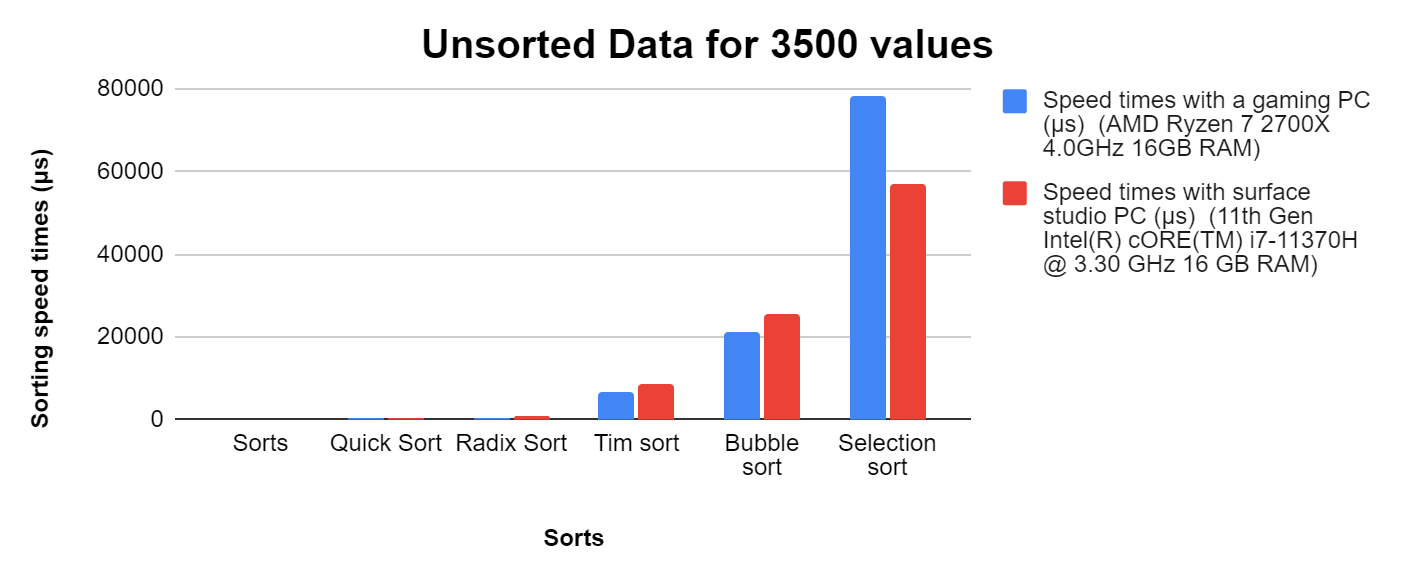 Unsorted Data for 3500 values
80000
60000
40000
20000
0
Sorting speed times (μs)
Sorts
Quick Sort
Radix Sort
Tim sort
Bubble
sort
Selection
sort
Sorts
Speed times with a gaming PC
(μs)  (AMD Ryzen 7 2700X
4.0GHz 16GB RAM)
Speed times with surface
studio PC (μs)  (11th Gen
Intel(R) cORE(TM) i7-11370H
@ 3.30 GHz 16 GB RAM)